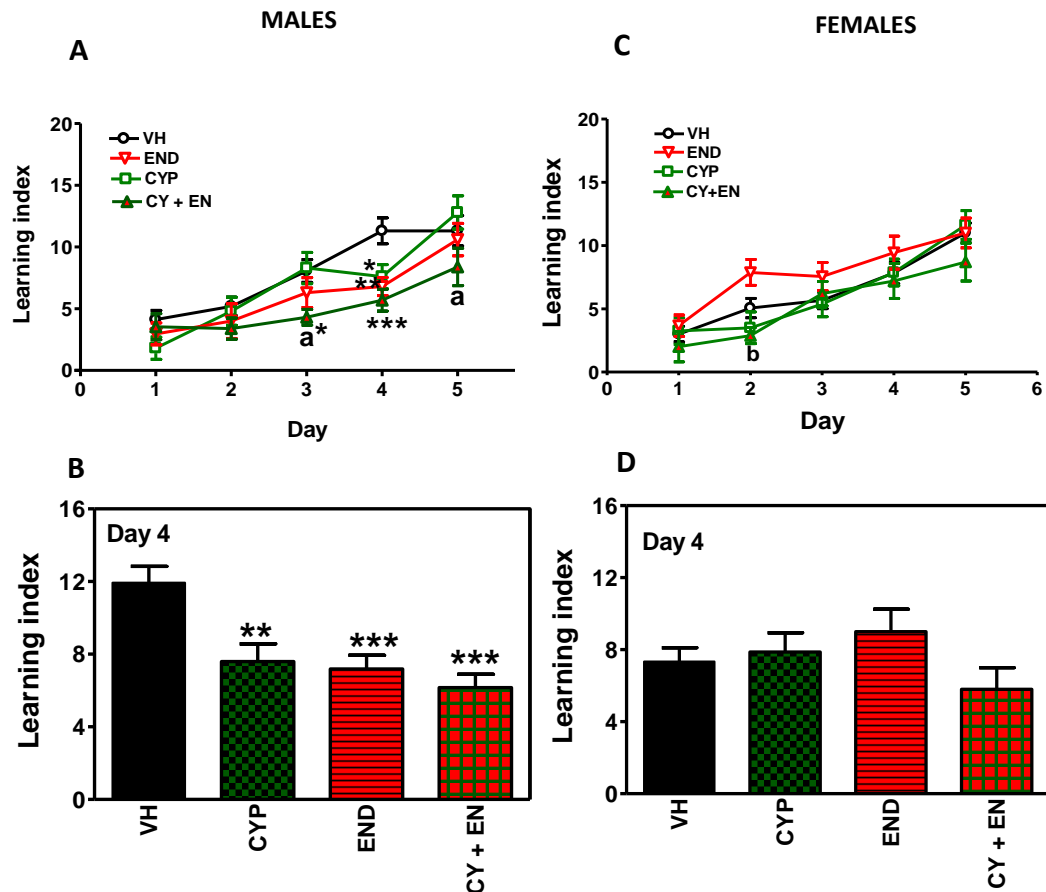 MALES
A
20
15
10
5
0
Learning index
VH
END
CYP
CY + EN
*
**
a*
***
a
0 1 2 3 4 5
Day
FEMALES
C
20
15
10
5
0
Learning index
VH
END
CYP
CY+EN
b
1 2 3 4 5 6
0
Day
B
16
12
8
4
0
Learning index
Day 4
**
***
***
VH
CYP
END
CY + EN
D
16
12
8
4
0
Learning index
Day 4
VH
CYP
END
CY + EN